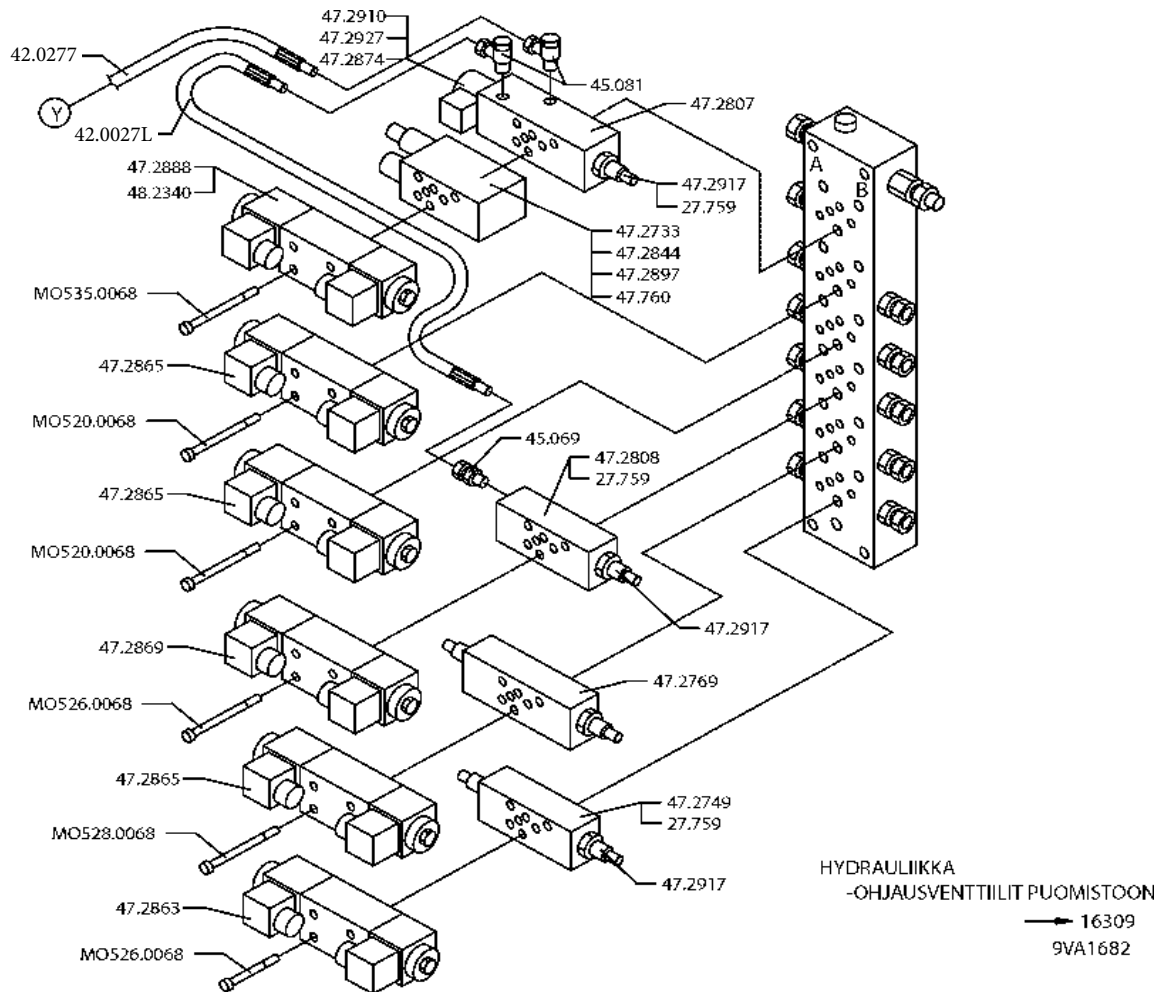 47.2910
47.2927
47.2874
42.0277
Y
45.081
47.2807
42.0027L
A
B
47.2888
48.2340
47.2917
27.759
47.2733
47.2844
47.2897
47.760
MO535.0068
47.2865
MO520.0068
45.069
47.2808
27.759
47.2865
MO520.0068
47.2917
47.2869
47.2769
MO526.0068
47.2865
47.2749
27.759
MO528.0068
47.2917
HYDRAULIIKKA
-OHJAUSVENTTIILIT PUOMISTOON
47.2863
16309
9VA1682
MO526.0068